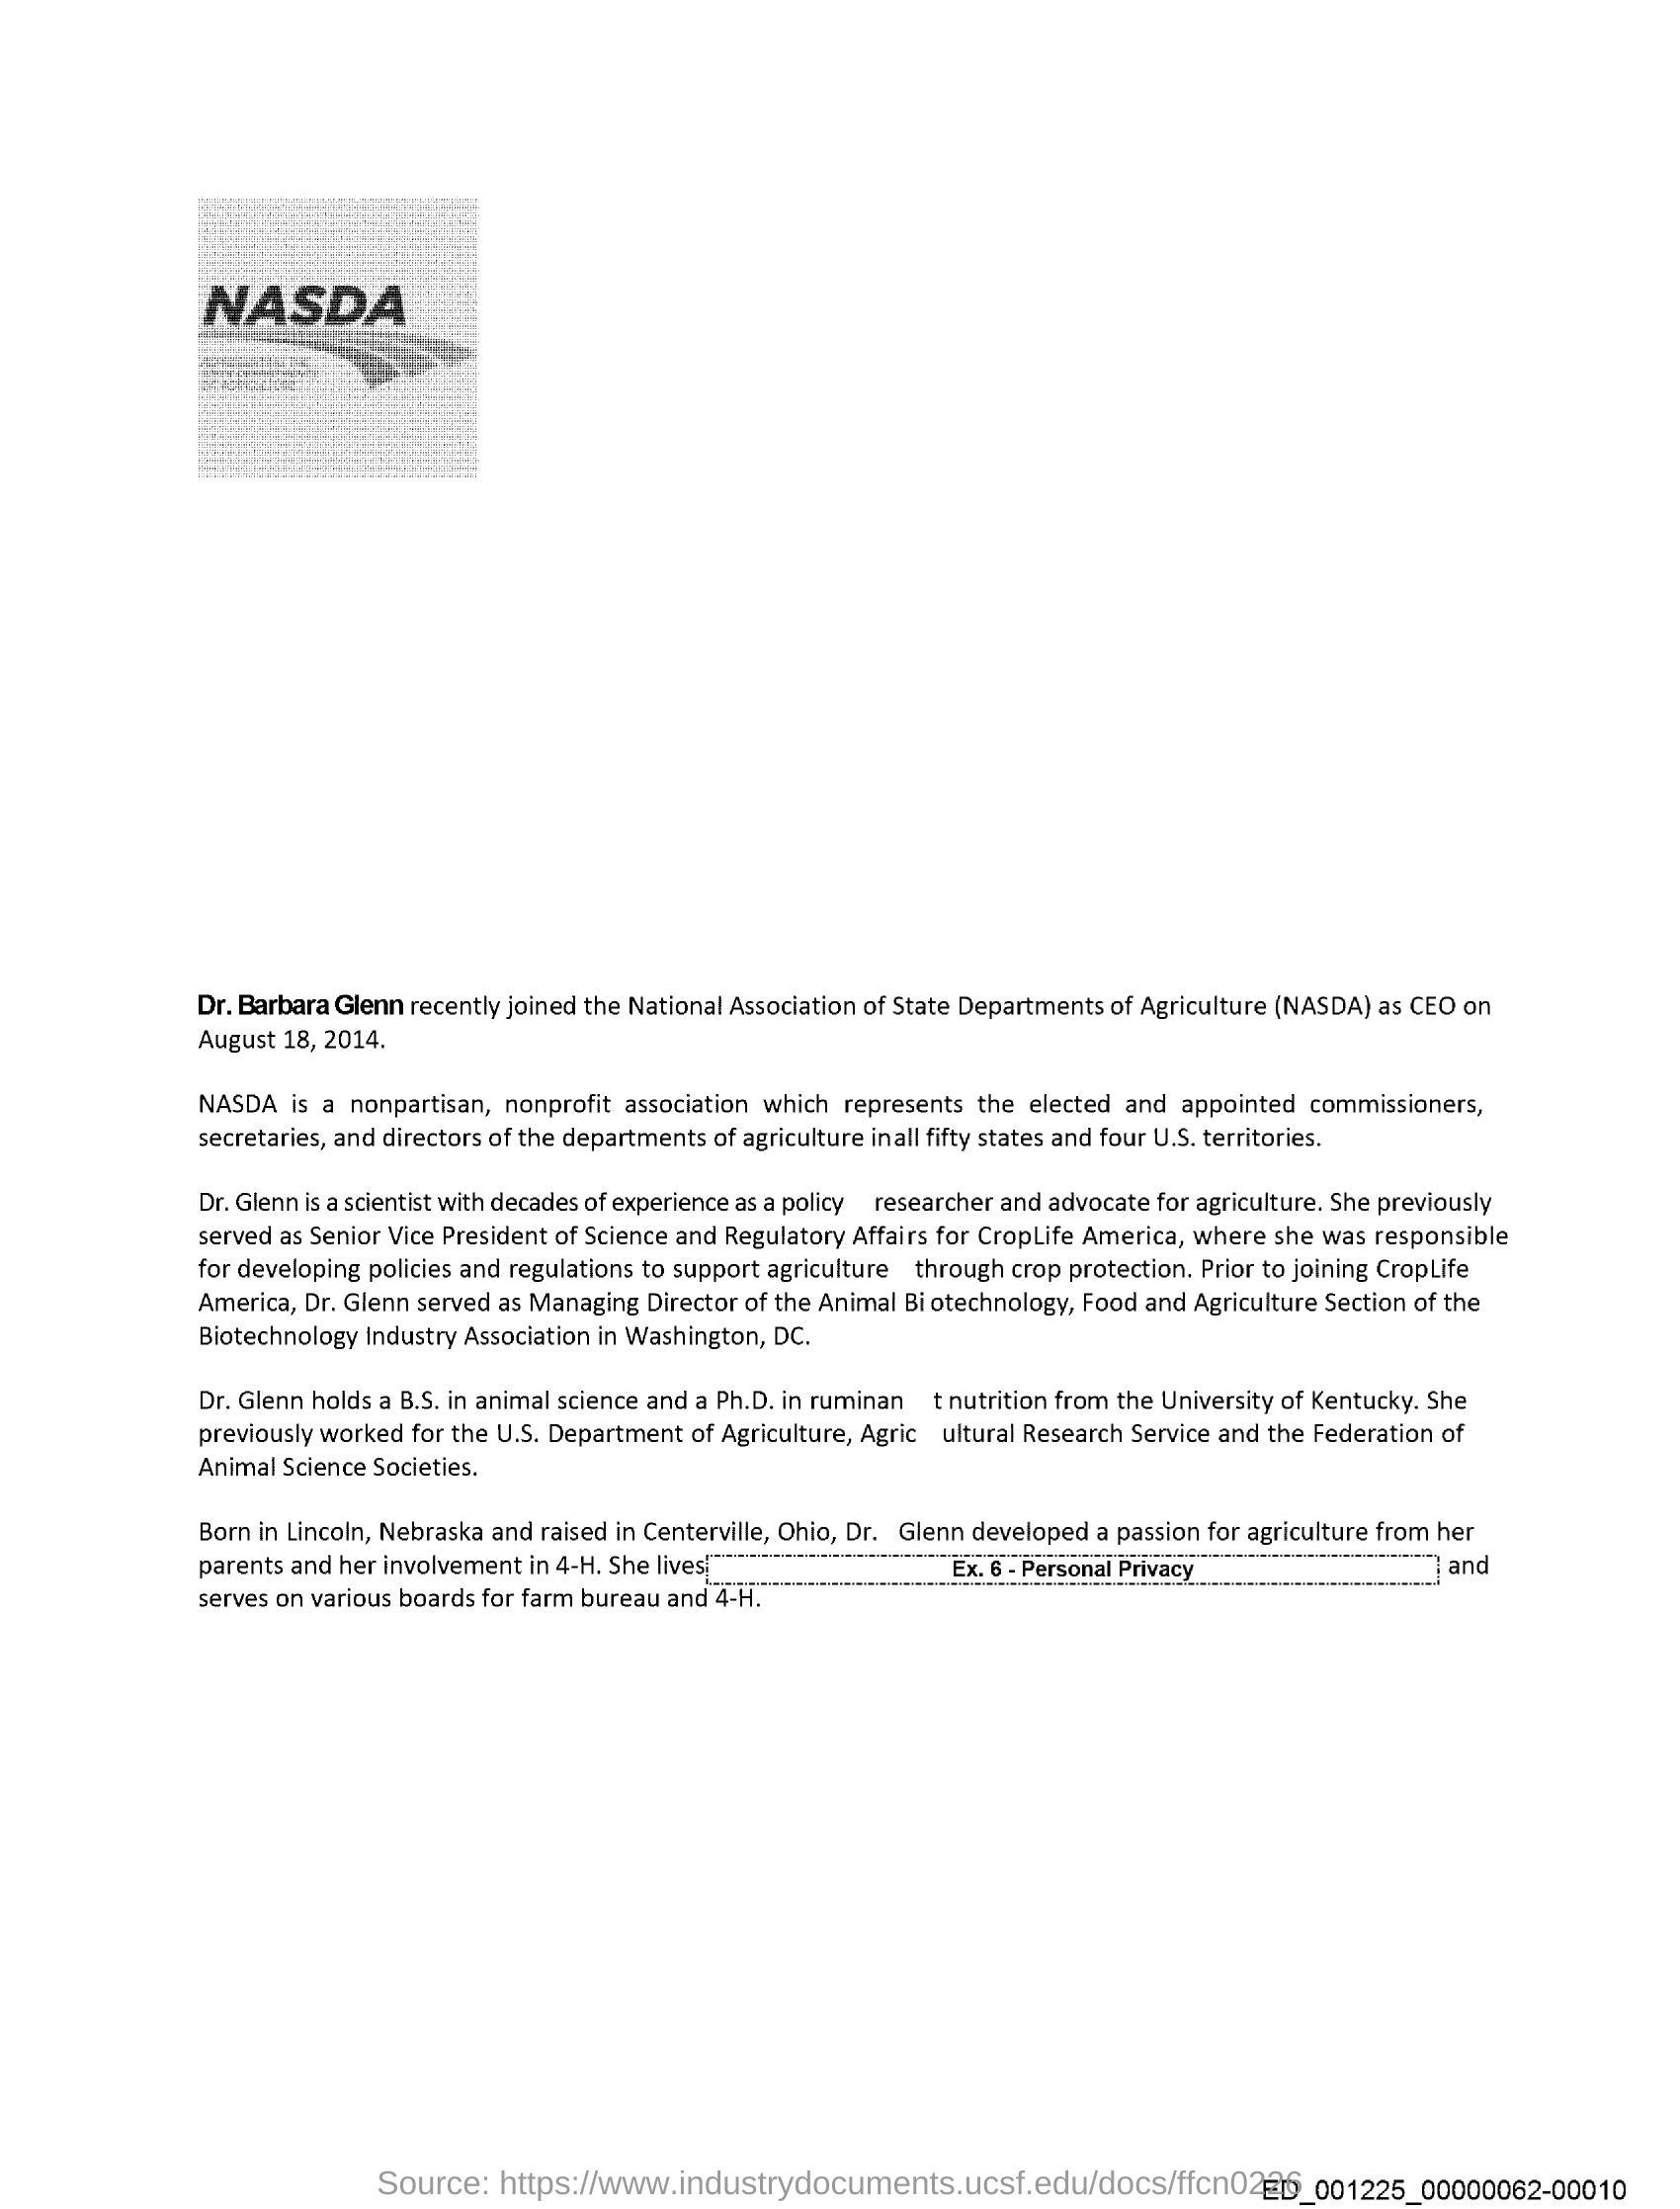 NASDA
Dr. Barbara Glenn recently joined the National Association of State Departments of Agriculture (NASDA) as CEO on
August 18, 2014.
NASDA is a nonpartisan, nonprofit association which represents the elected and appointed commissioners,
secretaries, and directors of the departments of agriculture inall fifty states and four U.S. territories.
Dr. Glenn is a scientist with decades of experience as a policy researcher and advocate for agriculture. She previously
served as Senior Vice President of Science and Regulatory Affairs for CropLife America, where she was responsible
for developing policies and regulations to support agriculture through crop protection. Prior to joining CropLife
America, Dr. Glenn served as Managing Director of the Animal Bi otechnology, Food and Agriculture Section of the
Biotechnology Industry Association in Washington, DC.
Dr. Glenn holds a B.S. in animal science and a Ph.D. in ruminan t nutrition from the University of Kentucky. She
previously worked for the U.S. Department of Agriculture, Agric ultural Research Service and the Federation of
Animal Science Societies.
Born in Lincoln, Nebraska and raised in Centerville, Ohio, Dr. Glenn developed a passion for agriculture from her
parents and her involvement in 4-H. She lives Ex. 6 - Personal Privacy and
serves on various boards for farm bureau and 4-H.
Source: https://www.industrydocuments.ucsf.edu/docs/ffcn0226
ED_001225_00000062-00010